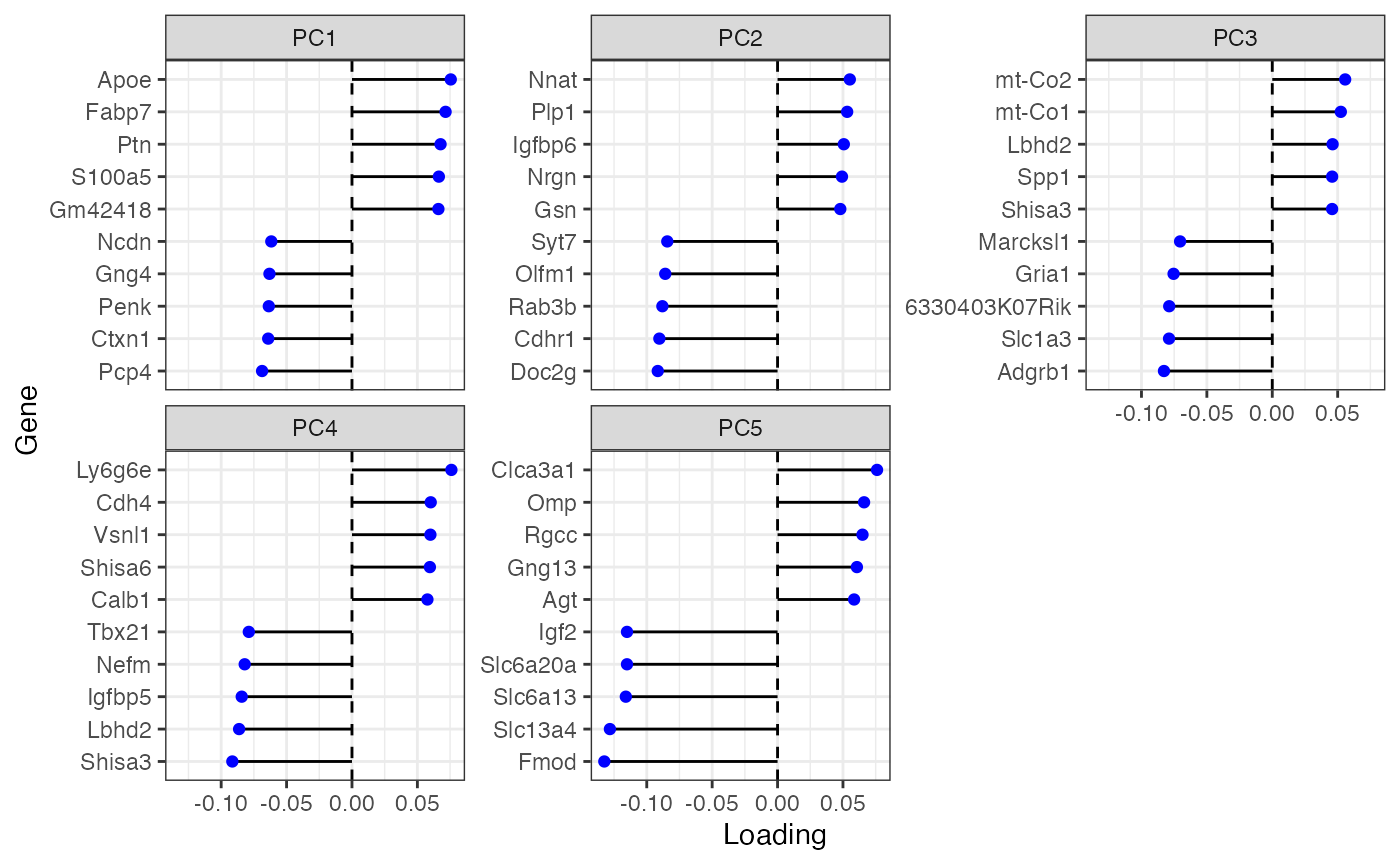 PC1
PC2
PC3
Apoe
Fabp7
Ptn
S100a5
Gm42418
Ncdn
Gng4
Penk
Ctxn1
Pcp4
Nnat
Plp1
Igfbp6
Nrgn
Gsn
Syt7
Olfm1
Rab3b
Cdhr1
Doc2g
mt-Co2
mt-Co1
Lbhd2
Spp1
Shisa3
Marcksl1
Gria1
6330403K07Rik
Slc1a3
Adgrb1
-0.10 -0.05 0.00 0.05
Gene
PC4
PC5
Ly6g6e
Cdh4
Vsnl1
Shisa6
Calb1
Tbx21
Nefm
Igfbp5
Lbhd2
Shisa3
Clca3a1
Omp
Rgcc
Gng13
Agt
Igf2
Slc6a20a
Slc6a13
Slc13a4
Fmod
-0.10 -0.05 0.00 0.05
-0.10 -0.05 0.00 0.05
Loading